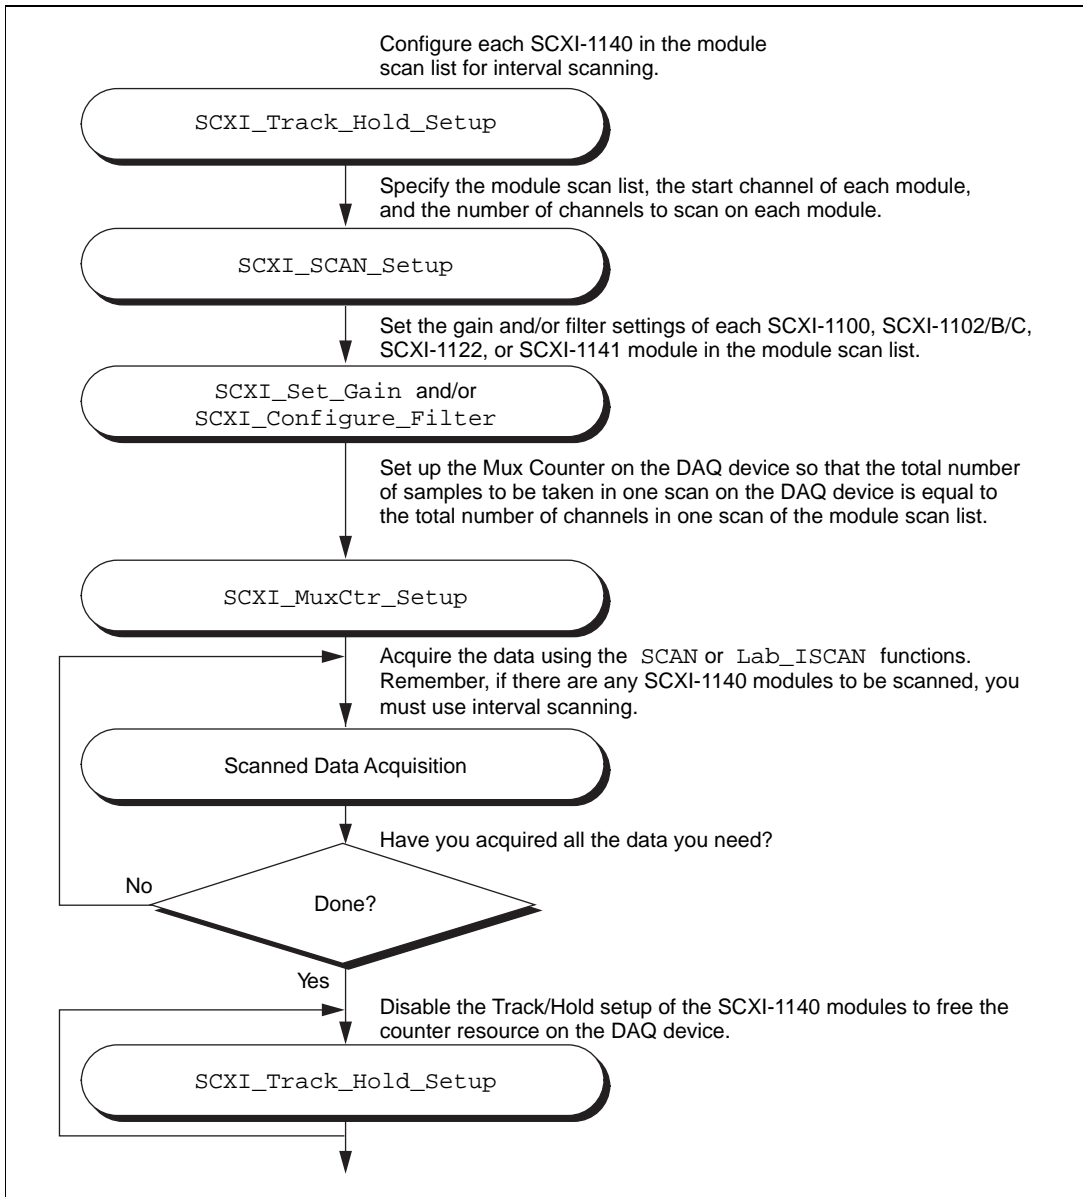 Configure each SCXI-1140 in the module
scan list for interval scanning.
SCXI_Track_Hold_Setup
Specify the module scan list, the start channel of each module,
and the number of channels to scan on each module.
SCXI_SCAN_Setup
Set the gain and/or filter settings of each SCXI-1100, SCXI-1102/B/C,
SCXI-1122, or SCXI-1141 module in the module scan list.
SCXI_Set_Gain and/or
SCXI_Configure_Filter
Set up the Mux Counter on the DAQ device so that the total number
of samples to be taken in one scan on the DAQ device is equal to
the total number of channels in one scan of the module scan list.
SCXI_MuxCtr_Setup
Acquire the data using the SCAN or Lab_ISCAN functions.
Remember, if there are any SCXI-1140 modules to be scanned, you
must use interval scanning.
Scanned Data Acquisition
Have you acquired all the data you need?
No
Done?
Yes
Disable the Track/Hold setup of the SCXI-1140 modules to free the
counter resource on the DAQ device.
SCXI_Track_Hold_Setup